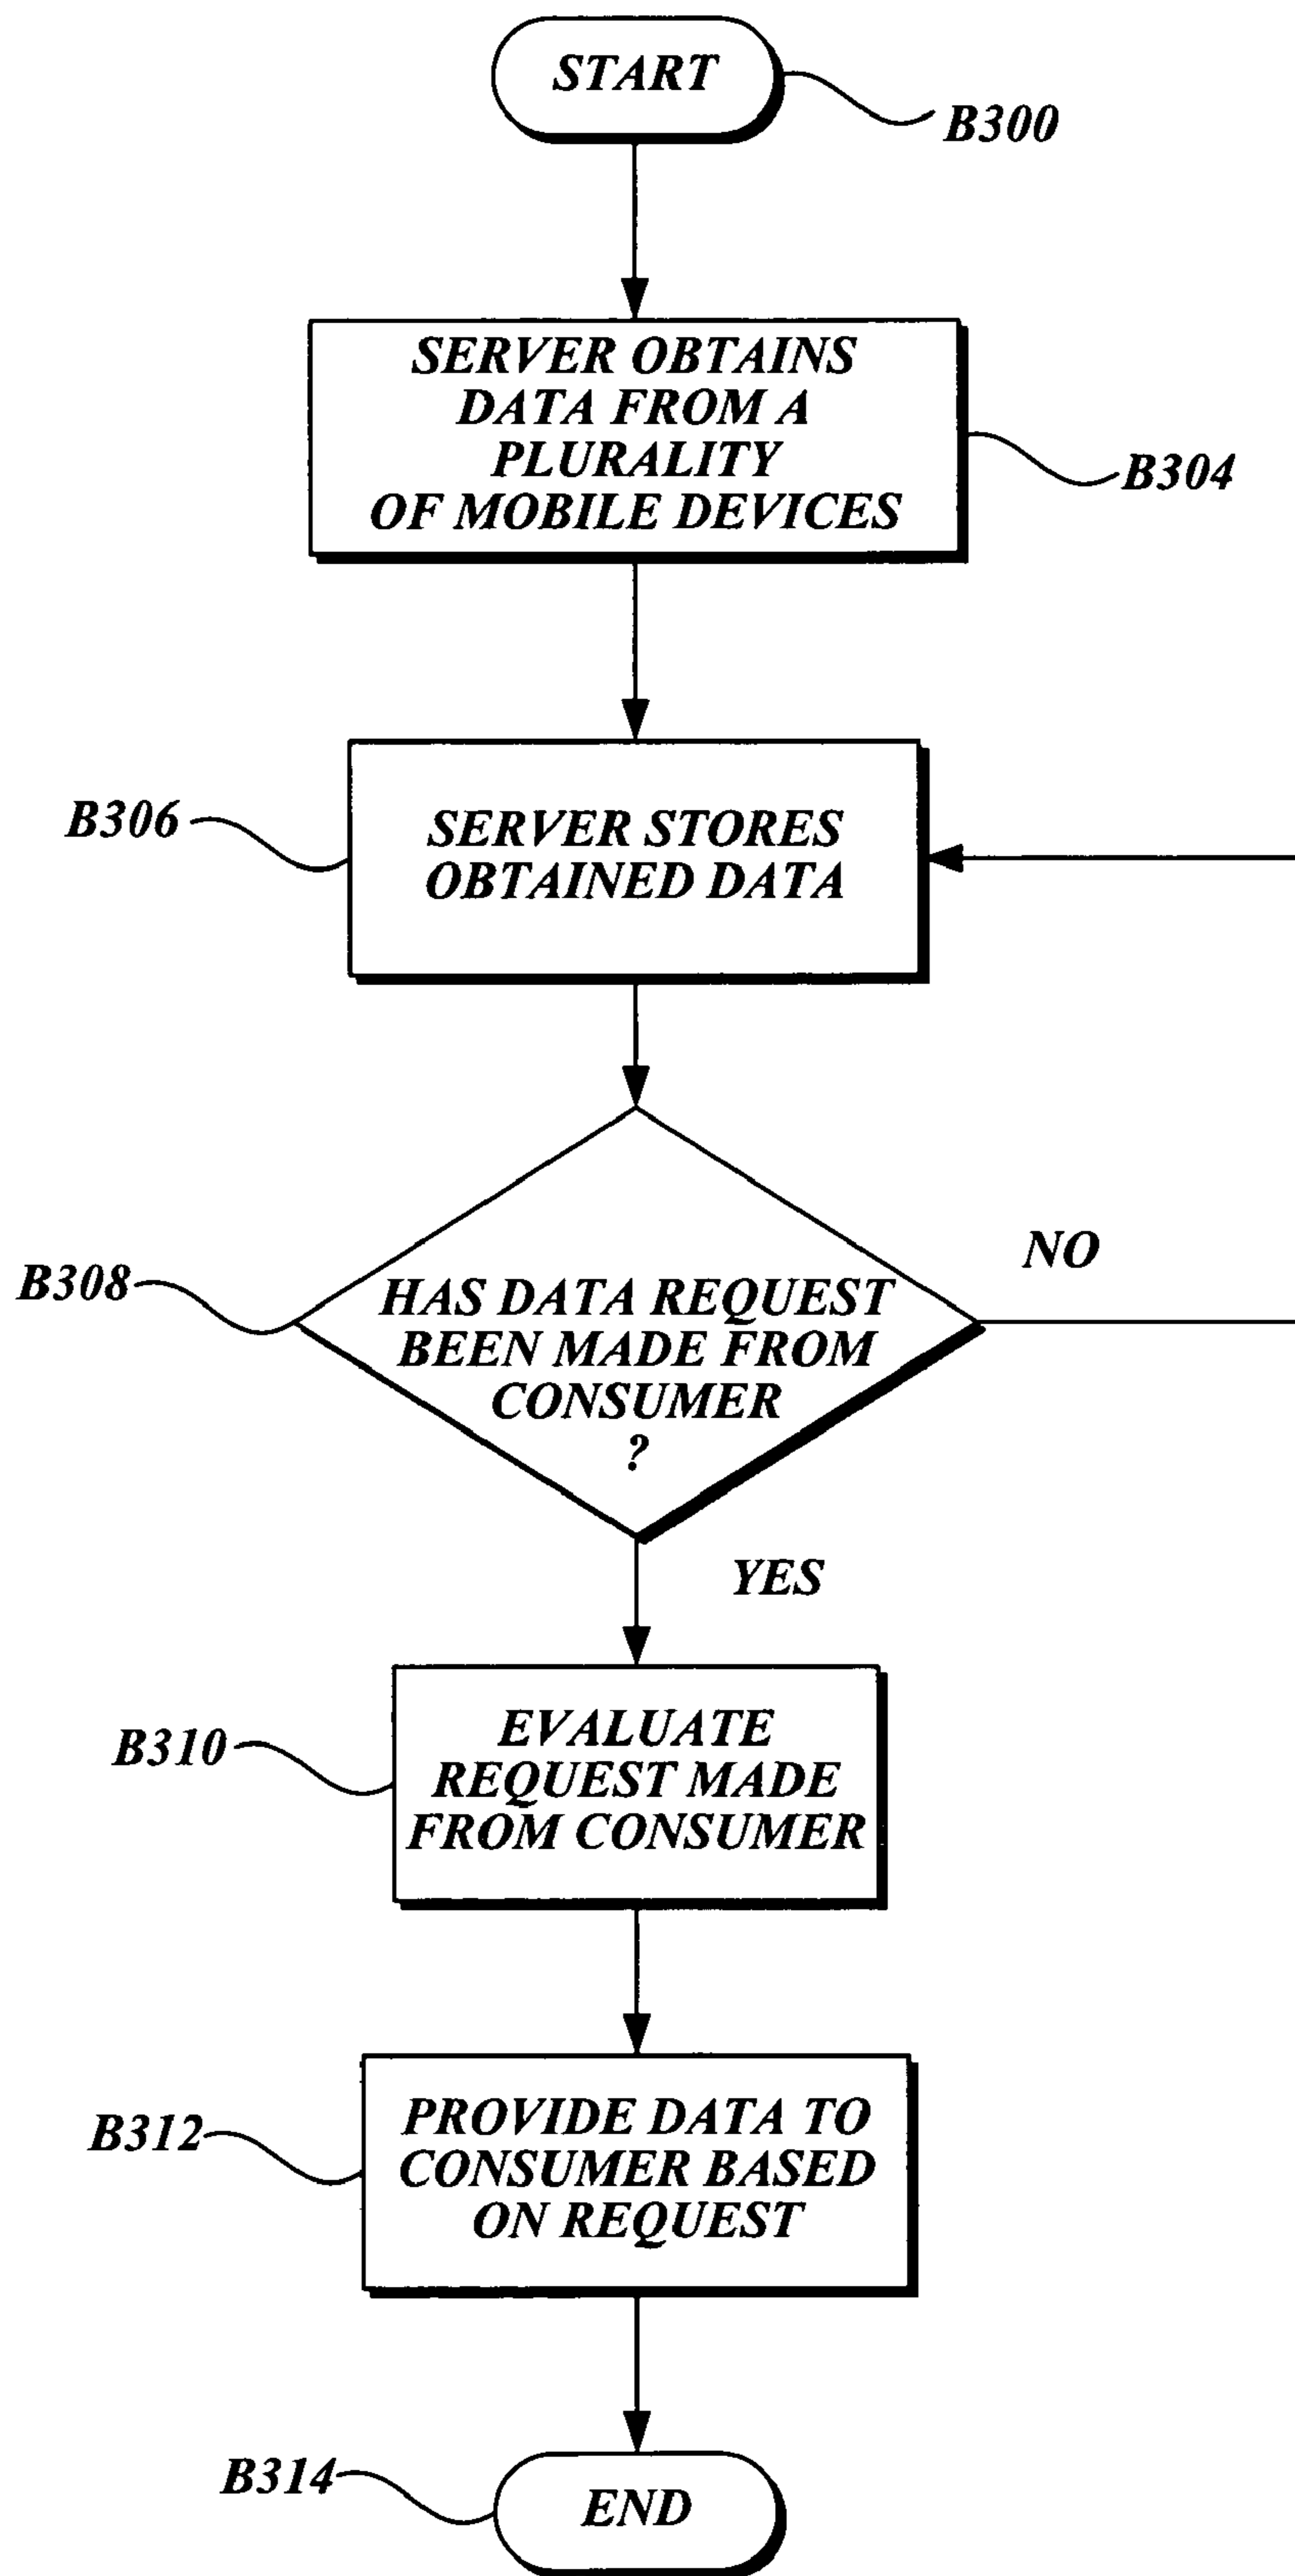 START
B300
SERVER OBTAINS
DATA FROM A
PLURALITY
OF MOBILE DEVICES
B304
B306
SERVER STORES
OBTAINED DATA
B308
HAS DATA REQUEST
BEEN MADE FROM
CONSUMER
?
NO
YES
B310
EVALUATE
REQUEST MADE
FROM CONSUMER
B312
PROVIDE DATA TO
CONSUMER BASED
ON REQUEST
B314
END